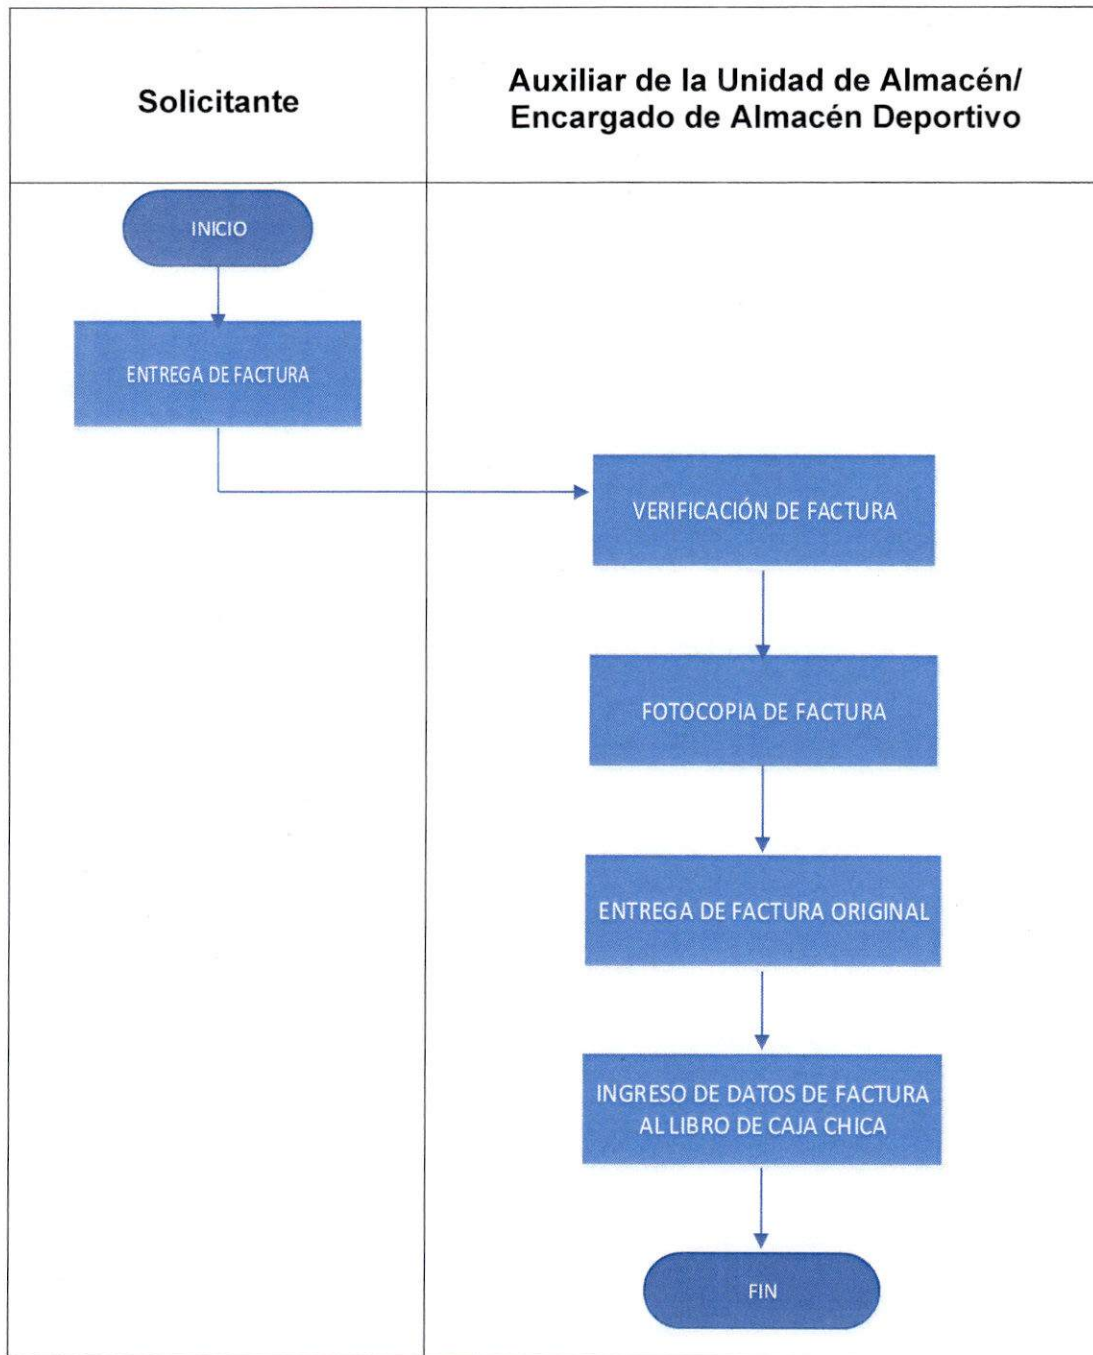 Solicitante
Auxiliar de la Unidad de Almacén/
Encargado de Almacén Deportivo
INICIO
ENTREGA DE FACTURA
VERIFICACIÓN DE FACTURA
FOTOCOPIA DE FACTURA
ENTREGA DE FACTURA ORIGINAL
INGRESO DE DATOS DE FACTURA
AL LIBRO DE CAJA CHICA
FIN